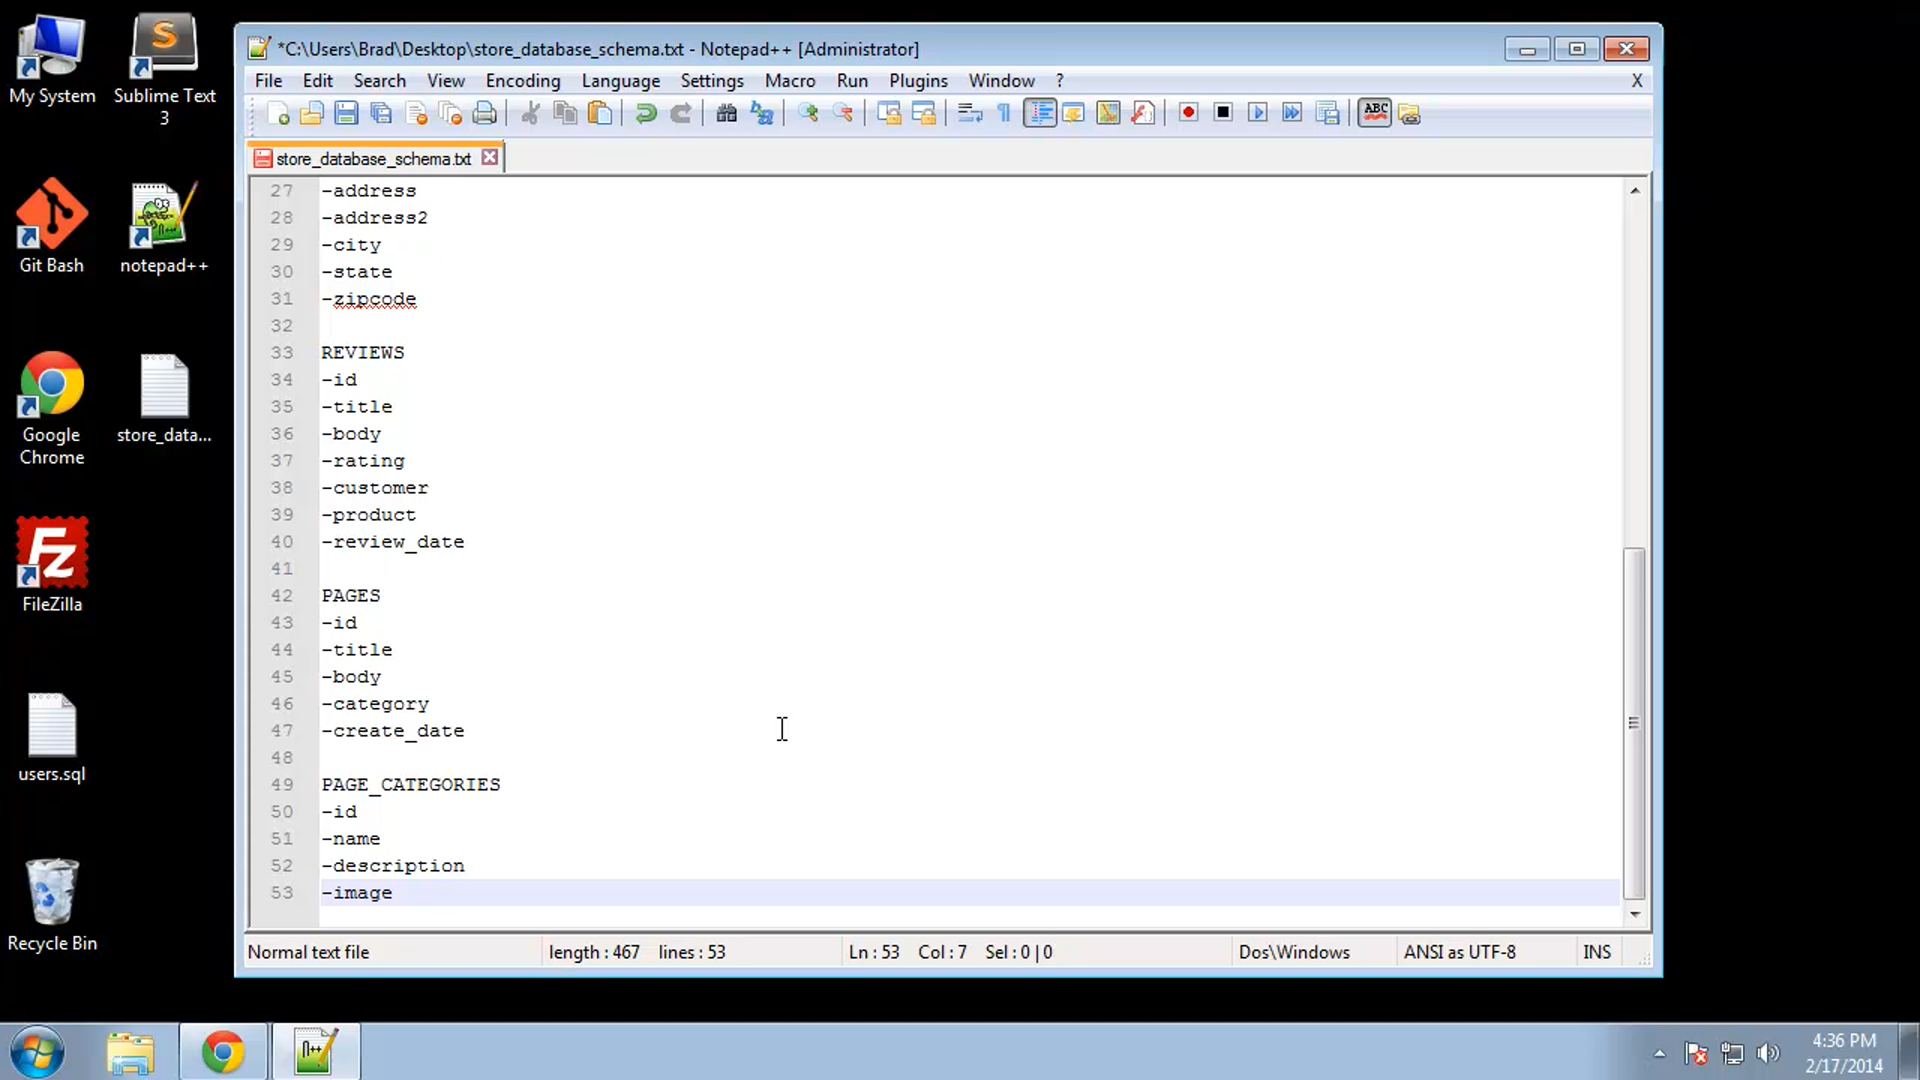 My System
Sublime Text 3
Git Bash
notepad++
Google Chrome
store_data...
FileZilla
users.sql
Recycle Bin
*C:\Users\Brad\Desktop\store_database_schema.txt - Notepad++ [Administrator]
File Edit Search View Encoding Language Settings Macro Run Plugins Window ? X
ABC
store_database_schema.txt
27 -address
28 -address2
29 -city
30 -state
31 -zipcode
32
33 REVIEWS
34 -id
35 -title
36 -body
37 -rating
38 -customer
39 -product
40 -review_date
41
42 PAGES
43 -id
44 -title
45 -body
46 -category
47 -create_date
48
49 PAGE_CATEGORIES
50 -id
51 -name
52 -description
53 -image
Normal text file length : 467 lines : 53 Ln : 53 Col : 7 Sel : 0 | 0 Dos\Windows ANSI as UTF-8 INS
4:36 PM
2/17/2014